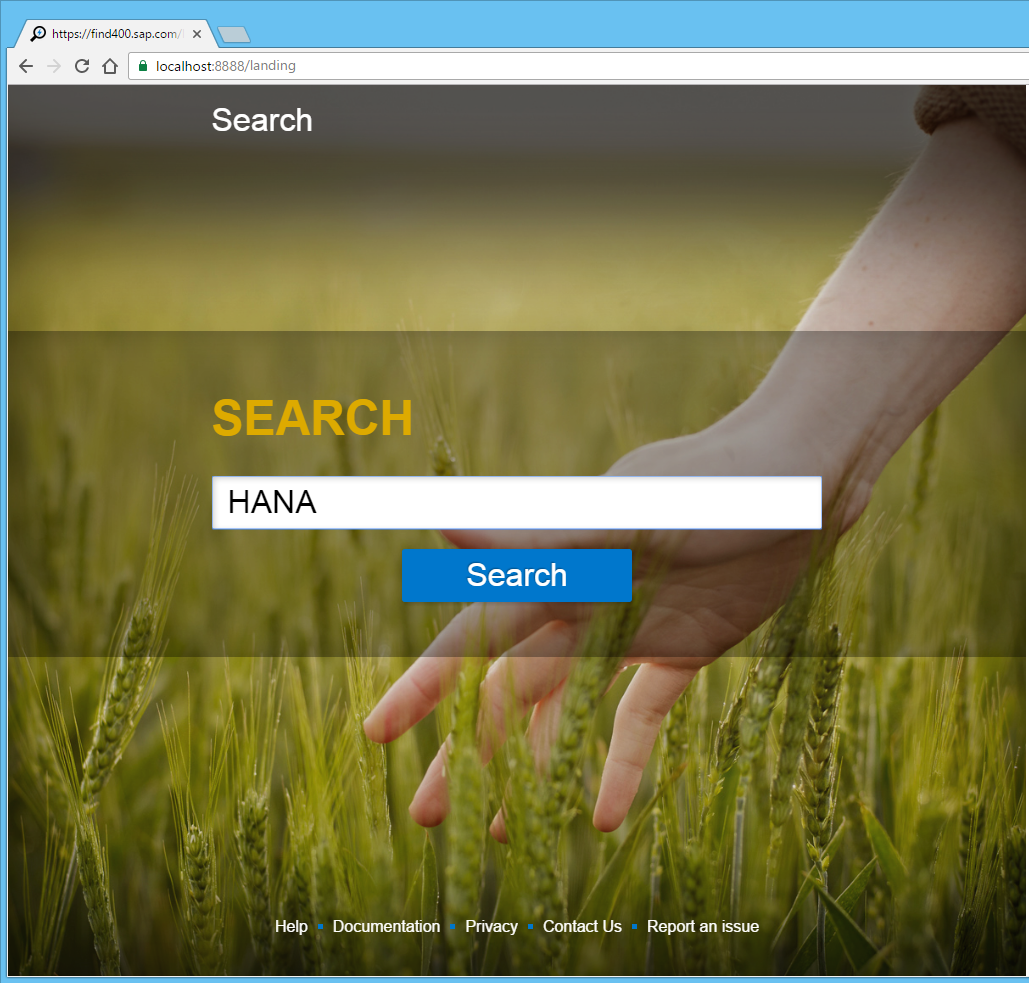 https://find400.sap.com/
localhost:8888/landing
Search
SEARCH
HANA
Search
Help Documentation Privacy Contact Us Report an issue